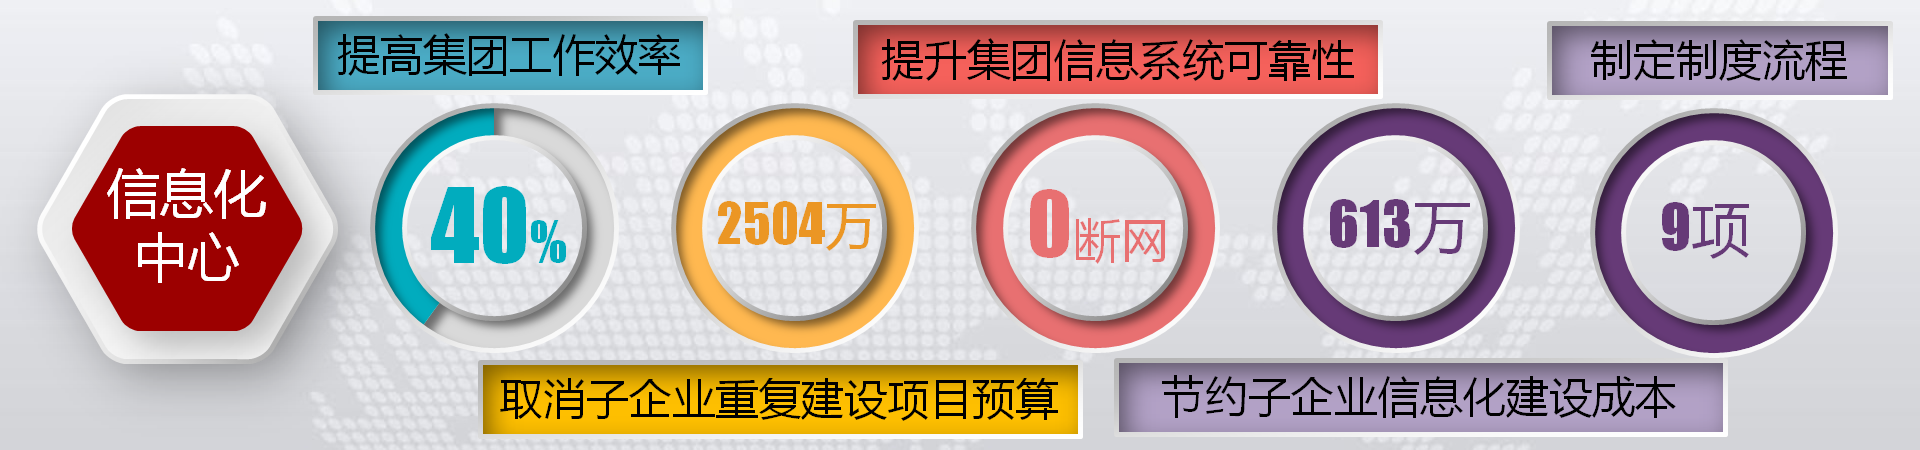 信息化
中心
提高集团工作效率
40%
2504万
取消子企业重复建设项目预算
提升集团信息系统可靠性
0断网
613万
节约子企业信息化建设成本
制定制度流程
9项